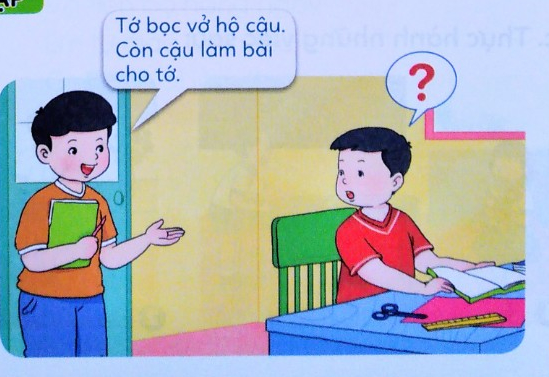 Tớ bọc vở hộ cậu.
Còn cậu làm bài
cho tớ.
?